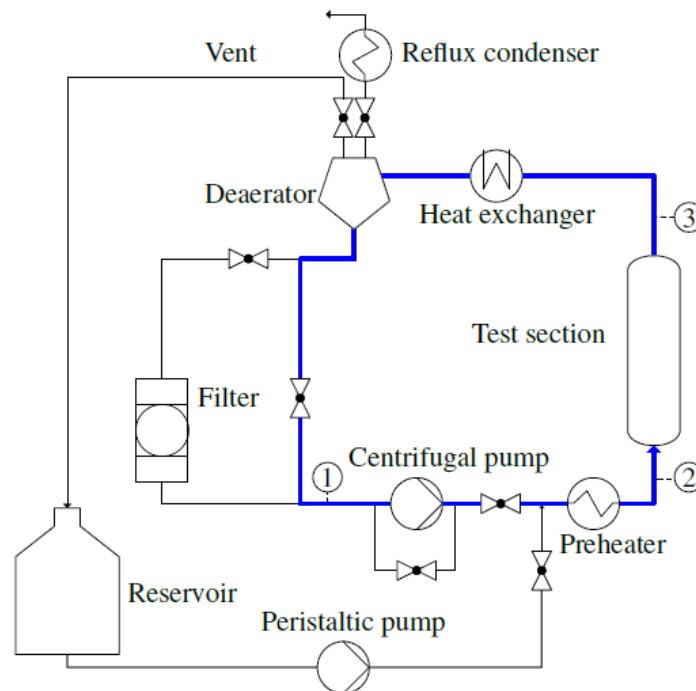 Vent
Reflux condenser
Deaerator
Heat exchanger
3
Test section
Filter
Centrifugal pump
1
2
Preheater
Reservoir
Peristaltic pump